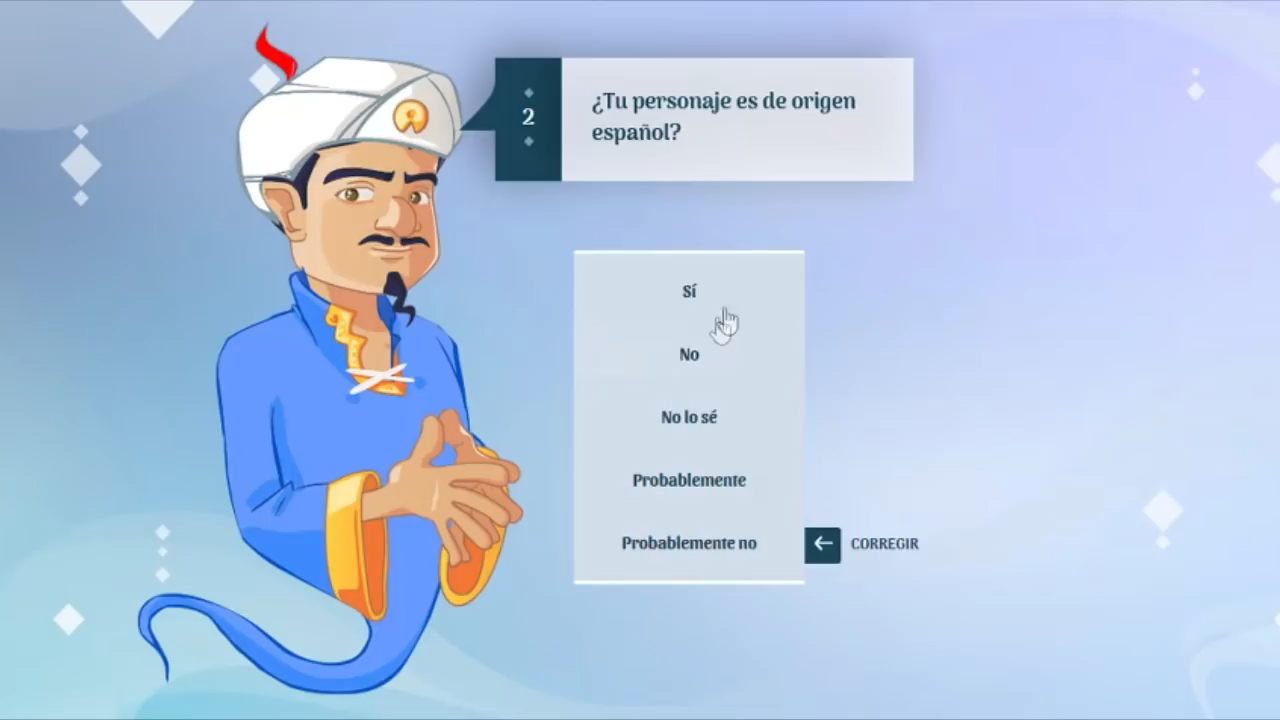 2
¿Tu personaje es de origen
español?
Sí
No
No lo sé
Probablemente
Probablemente no
CORREGIR